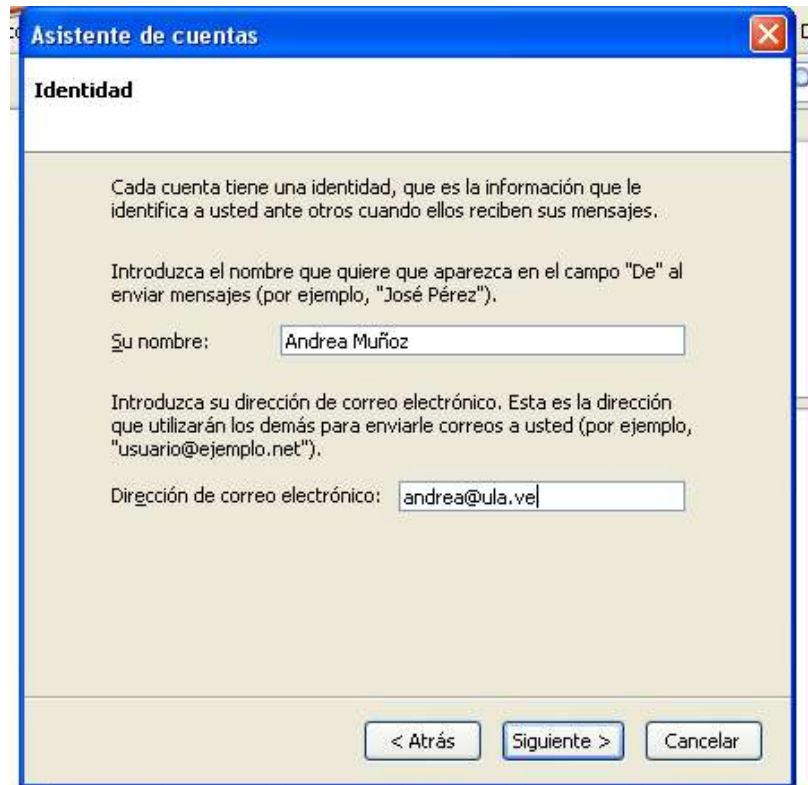 Asistente de cuentas
Identidad
Cada cuenta tiene una identidad, que es la información que le
identifica a usted ante otros cuando ellos reciben sus mensajes.
Introduzca el nombre que quiere que aparezca en el campo "De" al
enviar mensajes (por ejemplo, "José Pérez").
Su nombre: Andrea Muñoz
Introduzca su dirección de correo electrónico. Esta es la dirección
que utilizarán los demás para enviarle correos a usted (por ejemplo,
"usuario@ejemplo.net").
Dirección de correo electrónico: andrea@ula.ve
< Atrás Siguiente > Cancelar